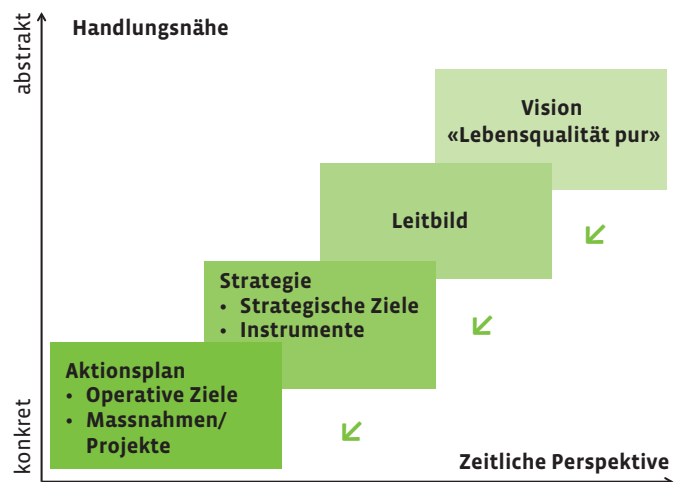 abstrakt
Handlungsnähe
Vision
«Lebensqualität pur»
Leitbild
Strategie
• Strategische Ziele
• Instrumente
Aktionsplan
• Operative Ziele
• Massnahmen/
Projekte
konkret
Zeitliche Perspektive